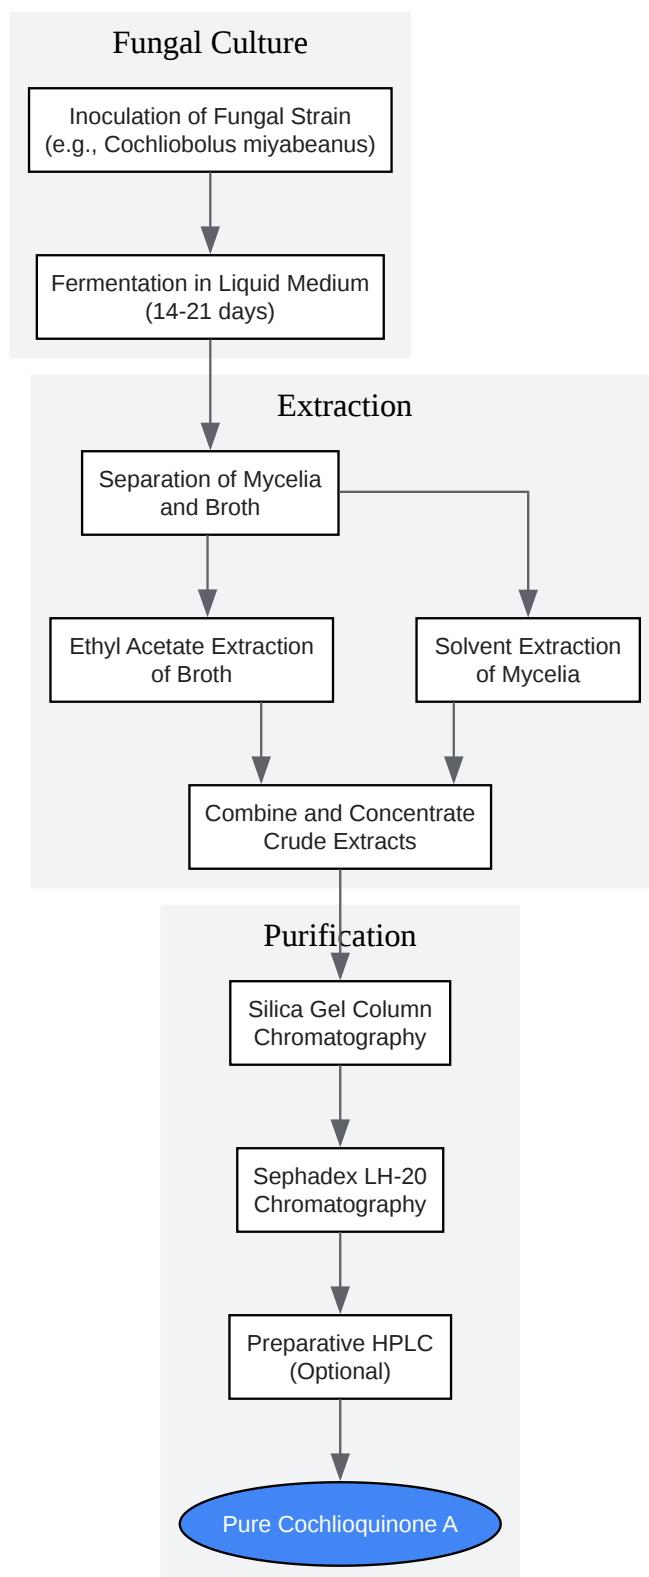 Fungal Culture
Inoculation of Fungal Strain
(e.g., Cochliobolus miyabeanus)
Fermentation in Liquid Medium
(14-21 days)
Extraction
Separation of Mycelia
and Broth
Ethyl Acetate Extraction
of Broth
Solvent Extraction
of Mycelia
Combine and Concentrate
Crude Extracts
Purification
Silica Gel Column
Chromatography
Sephadex LH-20
Chromatography
Preparative HPLC
(Optional)
Pure Cochlioquinone A